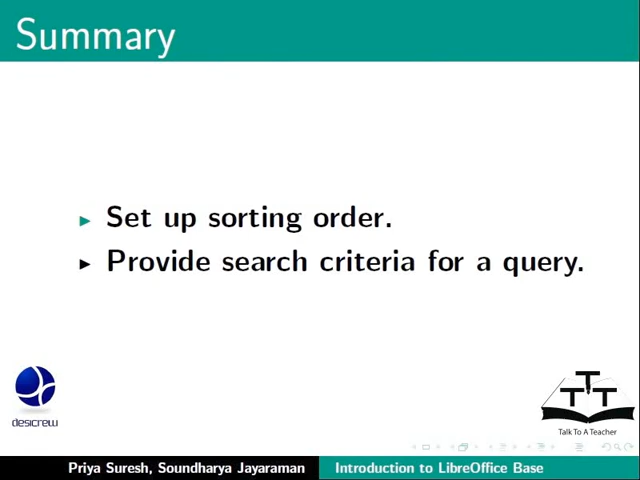 Summary
Set up sorting order.
Provide search criteria for a query.
desicrew
T T T
Talk To A Teacher
Priya Suresh, Soundharya Jayaraman
Introduction to LibreOffice Base